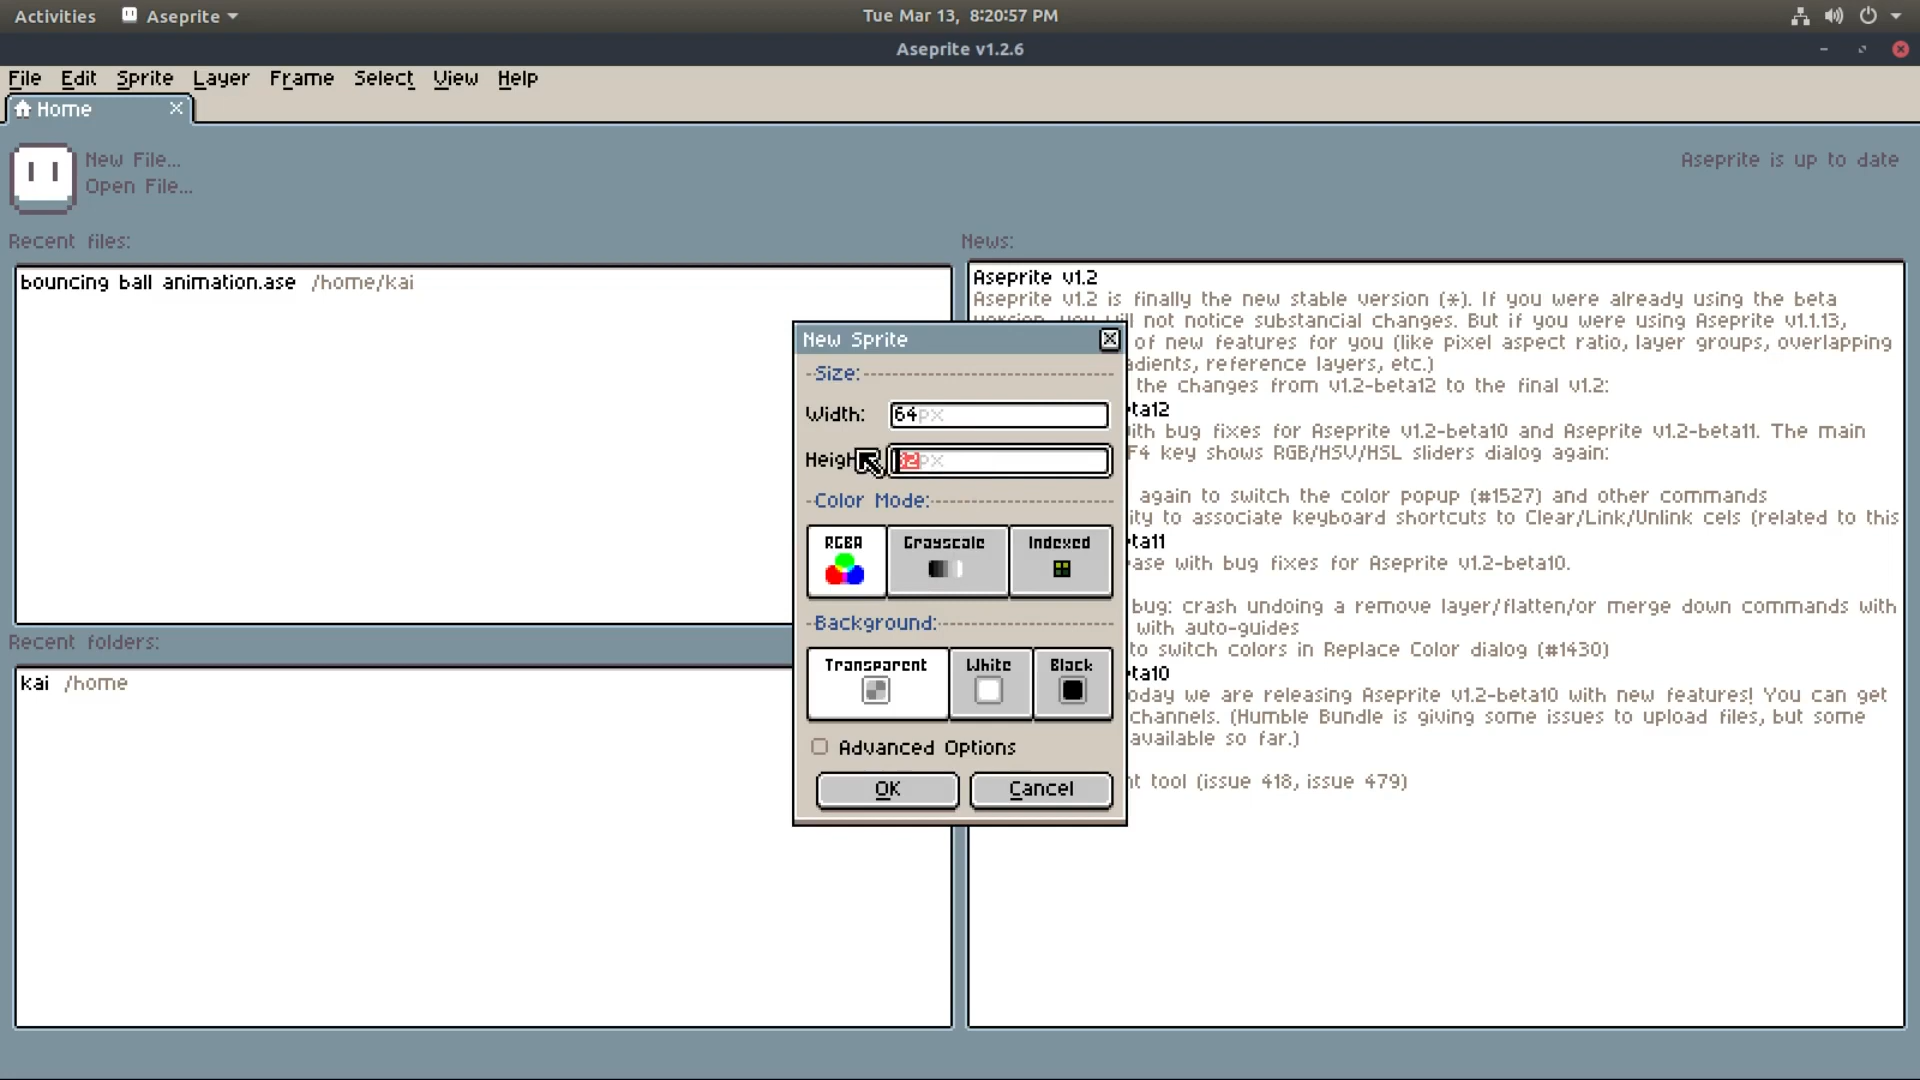 Activities Aseprite Tue Mar 13, 8:20:57 PM
Aseprite v1.2.6
File Edit Sprite Layer Frame Select View Help
Home
New File...
Open File...
Aseprite is up to date
Recent files:
bouncing ball animation.ase /home/kai
Recent folders:
kai /home
News:
Aseprite v1.2
Aseprite v1.2 is finally the new stable version (*). If you were already using the beta
will not notice substancial changes. But if you were using Aseprite v1.1.13,
of new features for you (like pixel aspect ratio, layer groups, overlapping
adients, reference layers, etc.)
the changes from v1.2-beta12 to the final v1.2:
ta12
ith bug fixes for Aseprite v1.2-beta10 and Aseprite v1.2-beta11. The main
F4 key shows RGB/HSV/HSL sliders dialog again:
again to switch the color popup (#1527) and other commands
ity to associate keyboard shortcuts to Clear/Link/Unlink cels (related to this
ta11
ase with bug fixes for Aseprite v1.2-beta10.
bug: crash undoing a remove layer/flatten/or merge down commands with
with auto-guides
to switch colors in Replace Color dialog (#1430)
ta10
oday we are releasing Aseprite v1.2-beta10 with new features! You can get
channels. (Humble Bundle is giving some issues to upload files, but some
available so far.)
nt tool (issue 418, issue 479)
New Sprite
Size:
Width: 64px
Heigh 32px
Color Mode:
RGBA Grayscale Indexed
Background:
Transparent White Black
Advanced Options
OK Cancel